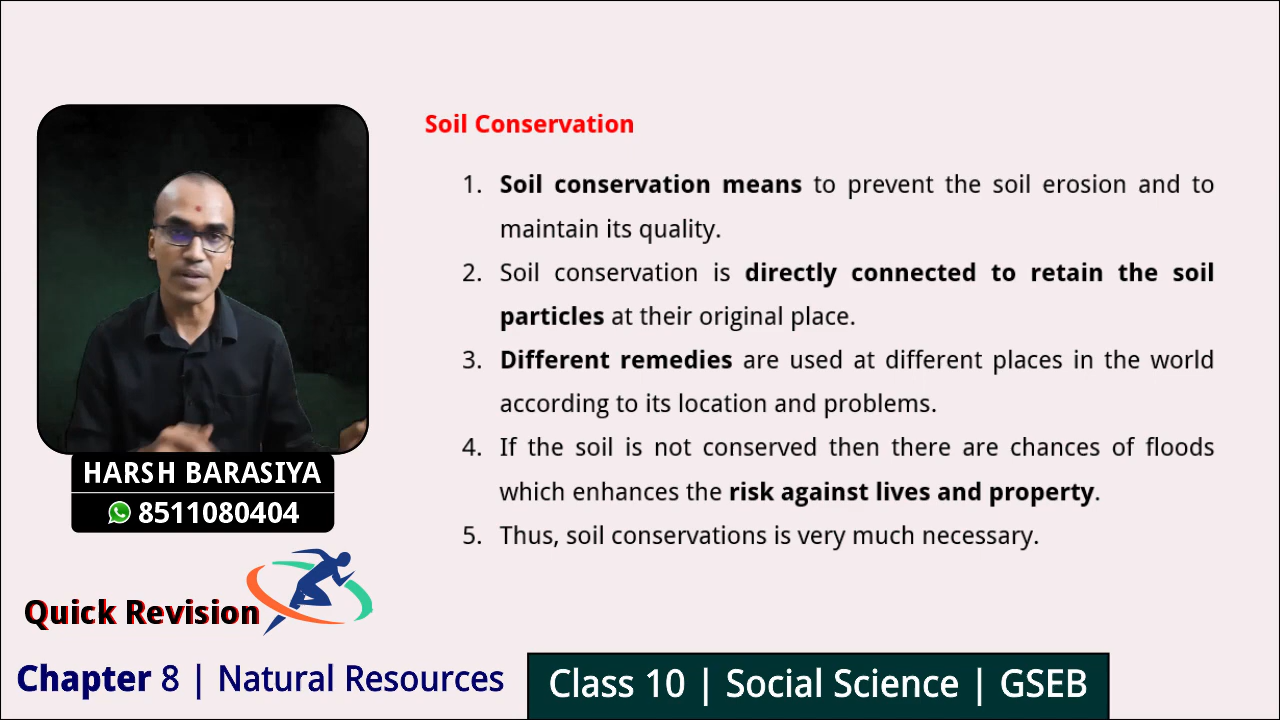 Soil Conservation
1. Soil conservation means to prevent the soil erosion and to
maintain its quality.
2. Soil conservation is directly connected to retain the soil
particles at their original place.
3. Different remedies are used at different places in the world
according to its location and problems.
4. If the soil is not conserved then there are chances of floods
which enhances the risk against lives and property.
5. Thus, soil conservations is very much necessary.
HARSH BARASIYA
8511080404
Quick Revision
Chapter 8 | Natural Resources
Class 10 | Social Science | GSEB